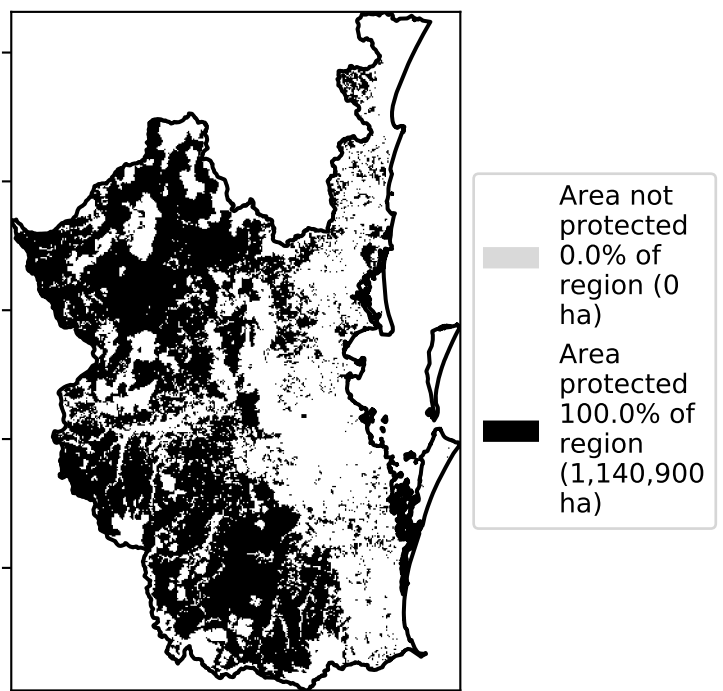 Area not
protected
0.0% of
region (0
ha)
Area
protected
100.0% of
region
(1,140,900
ha)